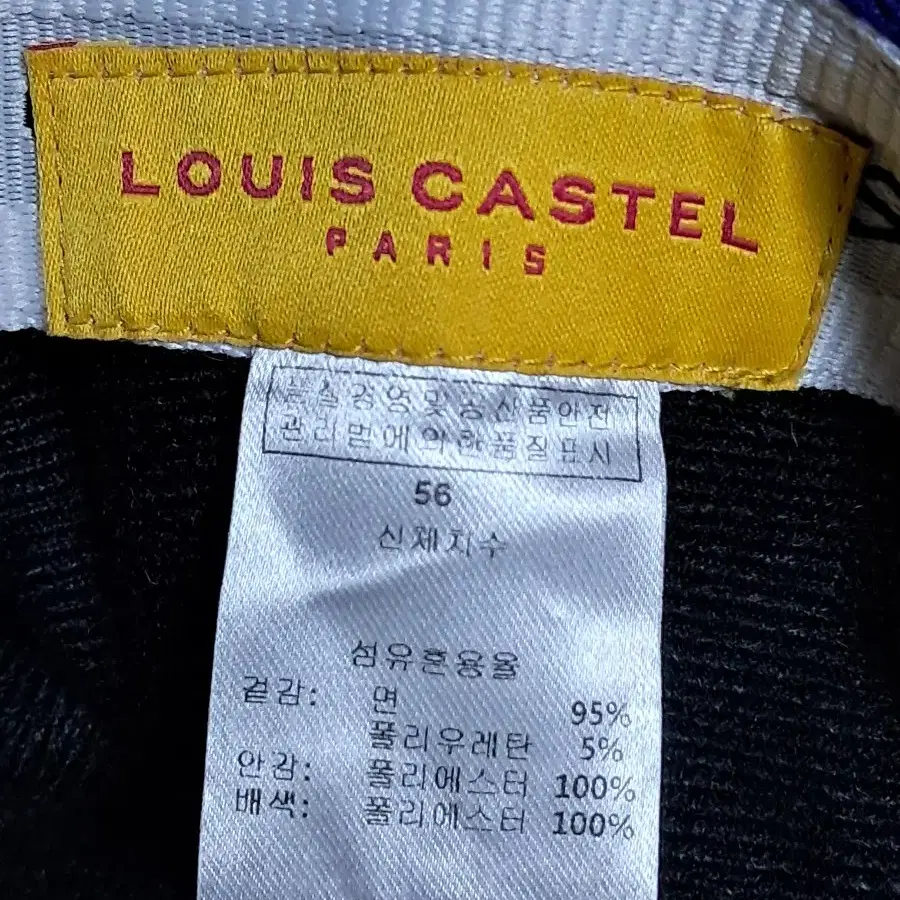 LOUIS CASTEL
PARIS
품질경영및공산품안전
관리법에의한품질표시
56
신체치수
섬유혼용율
겉감: 면 95%
폴리우레탄 5%
안감: 폴리에스터 100%
배색: 폴리에스터 100%